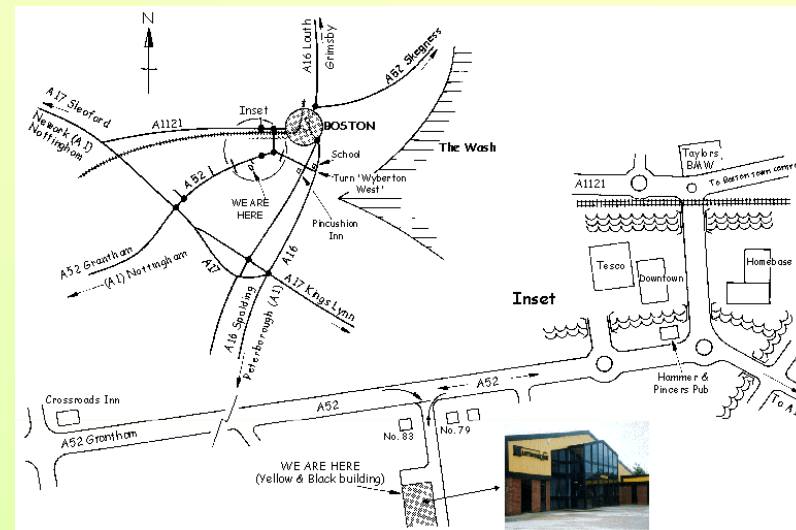 N
A16 Louth
Grimsby
A52 Skegness
A17 Sleaford
Newark (A1)
Nottingham
Inset
A1121
BOSTON
The Wash
School
Turn 'Wyberton
West'
A52
WE ARE
HERE
Pincushion
Inn
A52 Grantham
(A1) Nottingham
A17
A16
A17 Kings Lynn
A16 Spalding
Peterborough (A1)
Taylors
BMW
A1121
To Boston town centre
Tesco
Downtown
Homebase
Inset
Hammer &
Pincers Pub
To A1
A52
A52
Crossroads Inn
A52 Grantham
No. 83
No. 79
WE ARE HERE
(Yellow & Black building)